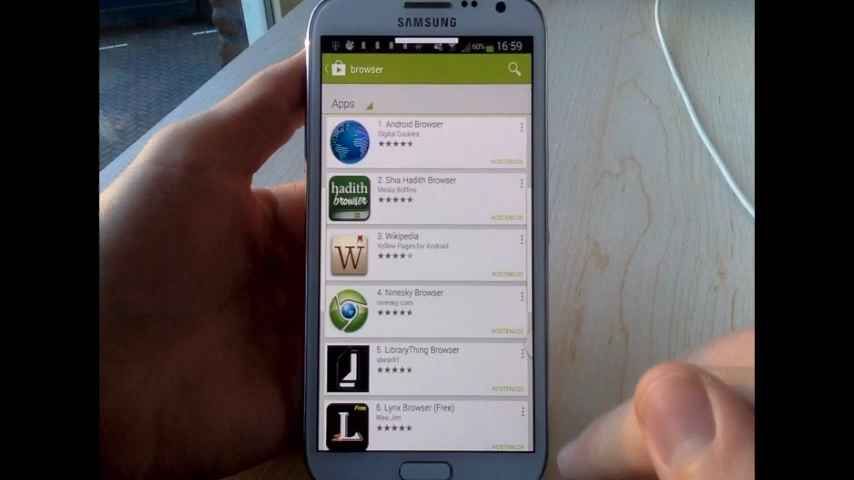 SAMSUNG
60% 16:59
browser
Apps
1. Android Browser
Digital Cookies
KOSTENLOS
hadith
browser
2. Shia Hadith Browser
Media Boffins
KOSTENLOS
W
3. Wikipedia
Yellow Pages for Android
KOSTENLOS
4. Ninesky Browser
ninesky.com
KOSTENLOS
5. LibraryThing Browser
KOSTENLOS
Free
L
6. Lynx Browser (Free)
Wee Jim
KOSTENLOS